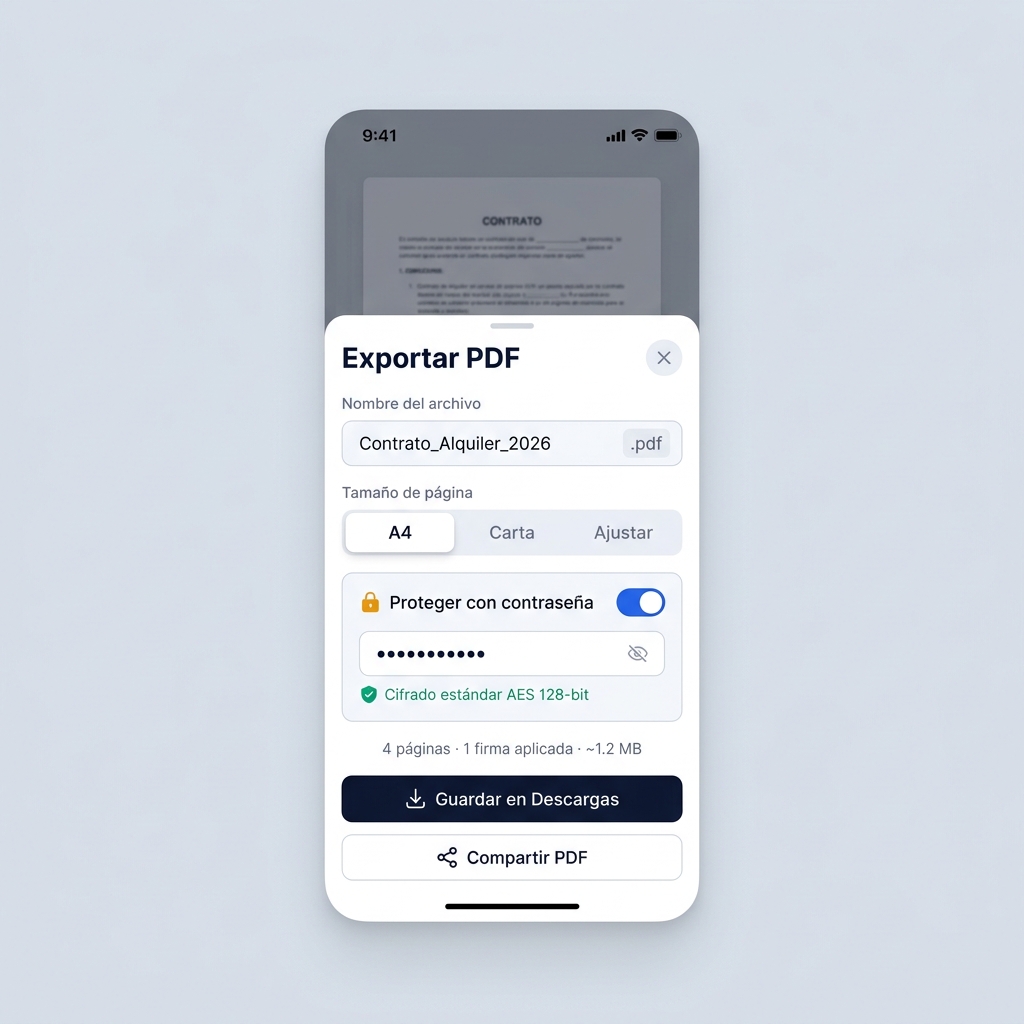 9:41
CONTRATO
Exportar PDF
Nombre del archivo
Contrato_Alquiler_2026 .pdf
Tamaño de página
A4 Carta Ajustar
Proteger con contraseña
•••••••••••
Cifrado estándar AES 128-bit
4 páginas · 1 firma aplicada · ~1.2 MB
Guardar en Descargas
Compartir PDF